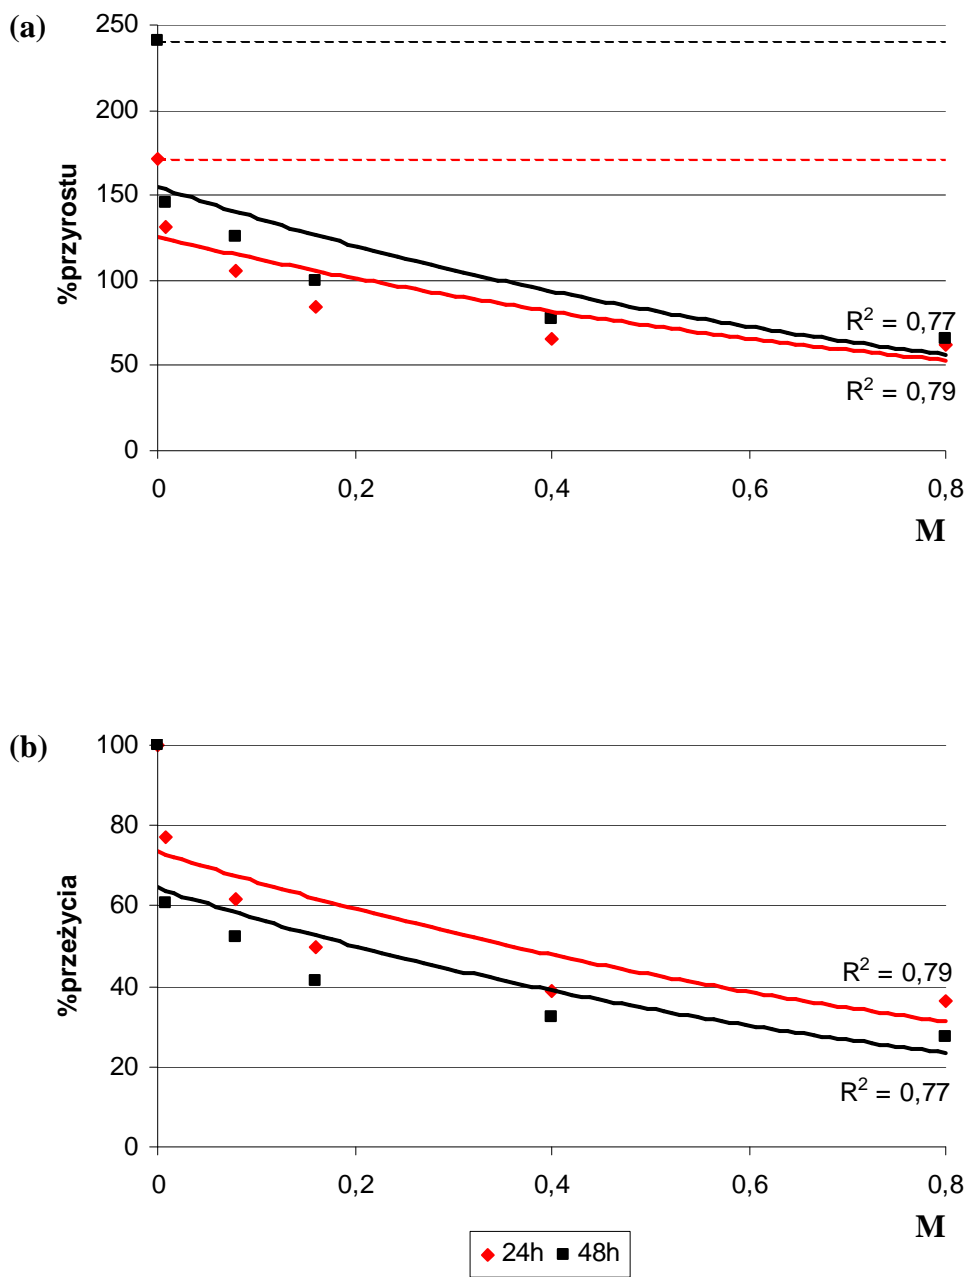 (a)
250
200
150
100
50
0
%przyrostu
R² = 0,77
R² = 0,79
0 0,2 0,4 0,6 0,8
M
(b)
100
80
60
40
20
0
%przeżycia
R² = 0,79
R² = 0,77
0 0,2 0,4 0,6 0,8
M
24h 48h